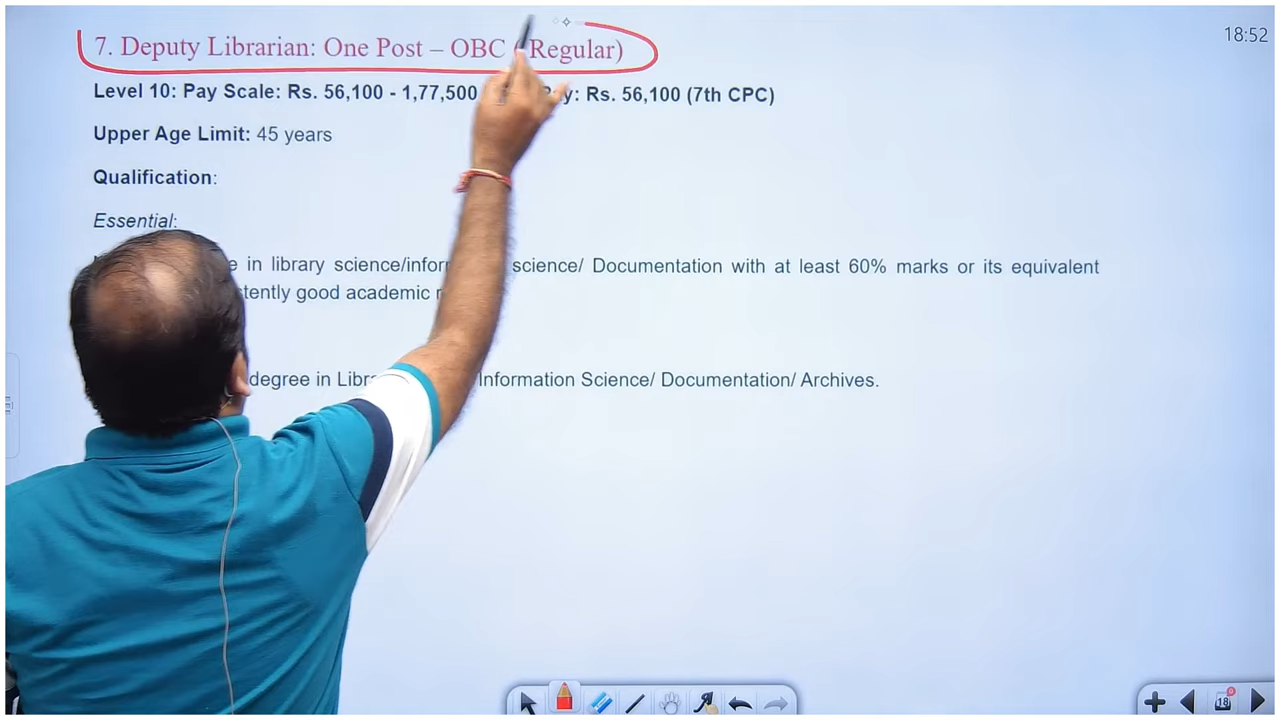 18:52
7. Deputy Librarian: One Post – OBC (Regular)
Level 10: Pay Scale: Rs. 56,100 - 1,77,500 Pay: Rs. 56,100 (7th CPC)
Upper Age Limit: 45 years
Qualification:
Essential:
in library science/ science/ Documentation with at least 60% marks or its equivalent
good academic
degree in Information Science/ Documentation/ Archives.
18